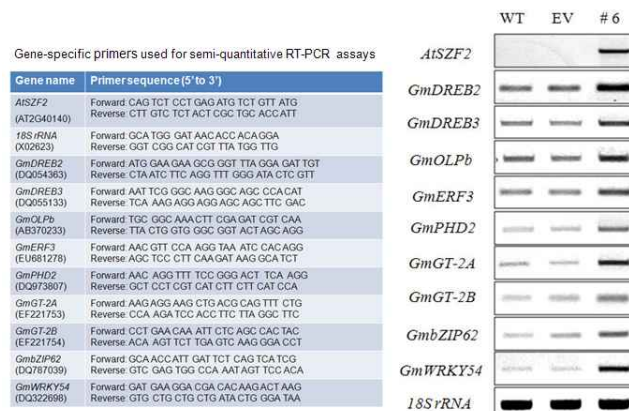 Gene-specific primers used for semi-quantitative RT-PCR assays
Gene name Primer sequence (5' to 3')
AtSZF2 Forward: CAG TCT CCT GAG ATG TCT GTT ATG
(AT2G40140) Reverse: CTT GTC TCT ACT CGC TGC ACC ATT
18S rRNA Forward: GCA TGG GAT AAC ACC ACA GGA
(X02623) Reverse: GGT CGG CAT CGT TTA TGG TTG
GmDREB2 Forward: ATG GAA GAA GCG GGT TTA GGA GAT TGT
(DQ054363) Reverse: CTA ATC TTC AGG TTT GGG ATA CTC GTT
GmDREB3 Forward: AAT TCG GGC AAG GGC AGC CCA CAT
(DQ055133) Reverse: TCA AAG AGG AGG AGC AGC TTC GAC
GmOLPb Forward: TGC GGC AAA CTT CGA GAT CGT CAA
(AB370233) Reverse: TTA CTG GTG GCG GGT ACT AGC AGG
GmERF3 Forward: AAC GTT CCA AGG TAA ATC CAC AGG
(EU681278) Reverse: AGC TCC CTT CAA GAT AAG GCA TCT
GmPHD2 Forward: AAC AGG TTT TCC GGG ACT TCA AGG
(DQ973807) Reverse: GCT CCT CGT CAT CTT CTT CAT CCA
GmGT-2A Forward: AAG AGG AAG CTG ACG CAG TTT CTG
(EF221753) Reverse: CCA AGA TCC ACC TTC TTA GGC TTC
GmGT-2B Forward: CCT GAA CAA ATT CTC AGC CAC TAC
(EF221754) Reverse: ACA AGT TCT TGA GTC AAG GGA CCT
GmbZIP62 Forward: GCA ACC ATT GAT TCT CAG TCA TCG
(DQ787039) Reverse: GTC GAG TGG CCA AAT AGT TCC ACA
GmWRKY54 Forward: GAT GAA GGA CGA CAC AAG ACT AAG
(DQ322698) Reverse: GTG CTG CTG CTG ATA CTG GGA TAA
WT EV # 6
AtSZF2
GmDREB2
GmDREB3
GmOLPb
GmERF3
GmPHD2
GmGT-2A
GmGT-2B
GmbZIP62
GmWRKY54
18S rRNA